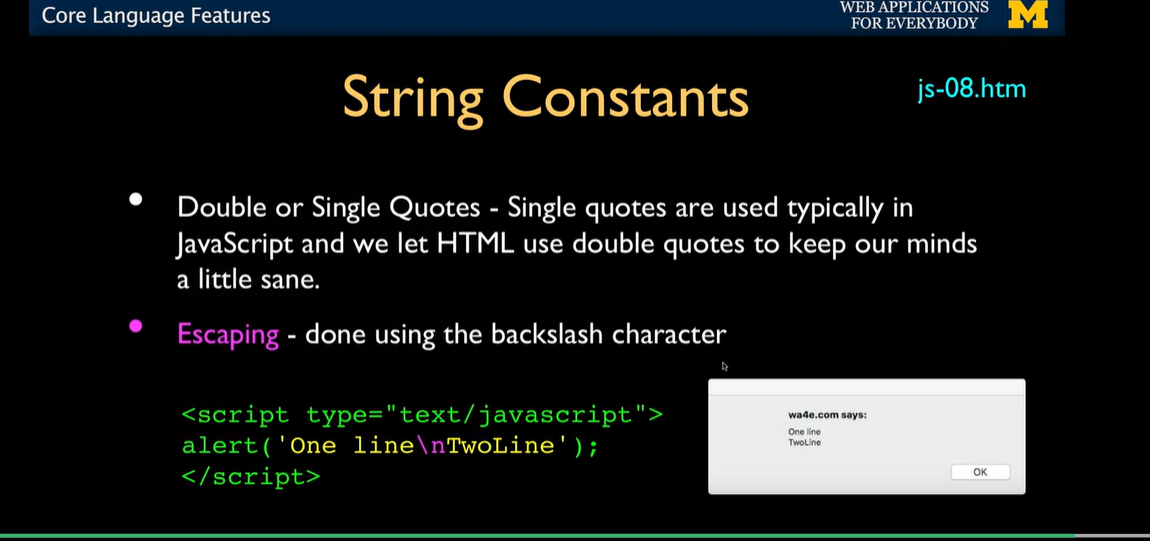 Core Language Features
WEB APPLICATIONS
FOR EVERYBODY
M
String Constants
js-08.htm
• Double or Single Quotes - Single quotes are used typically in
JavaScript and we let HTML use double quotes to keep our minds
a little sane.
• Escaping - done using the backslash character
<script type="text/javascript">
alert('One line\nTwoLine');
</script>
wa4e.com says:
One line
TwoLine
OK